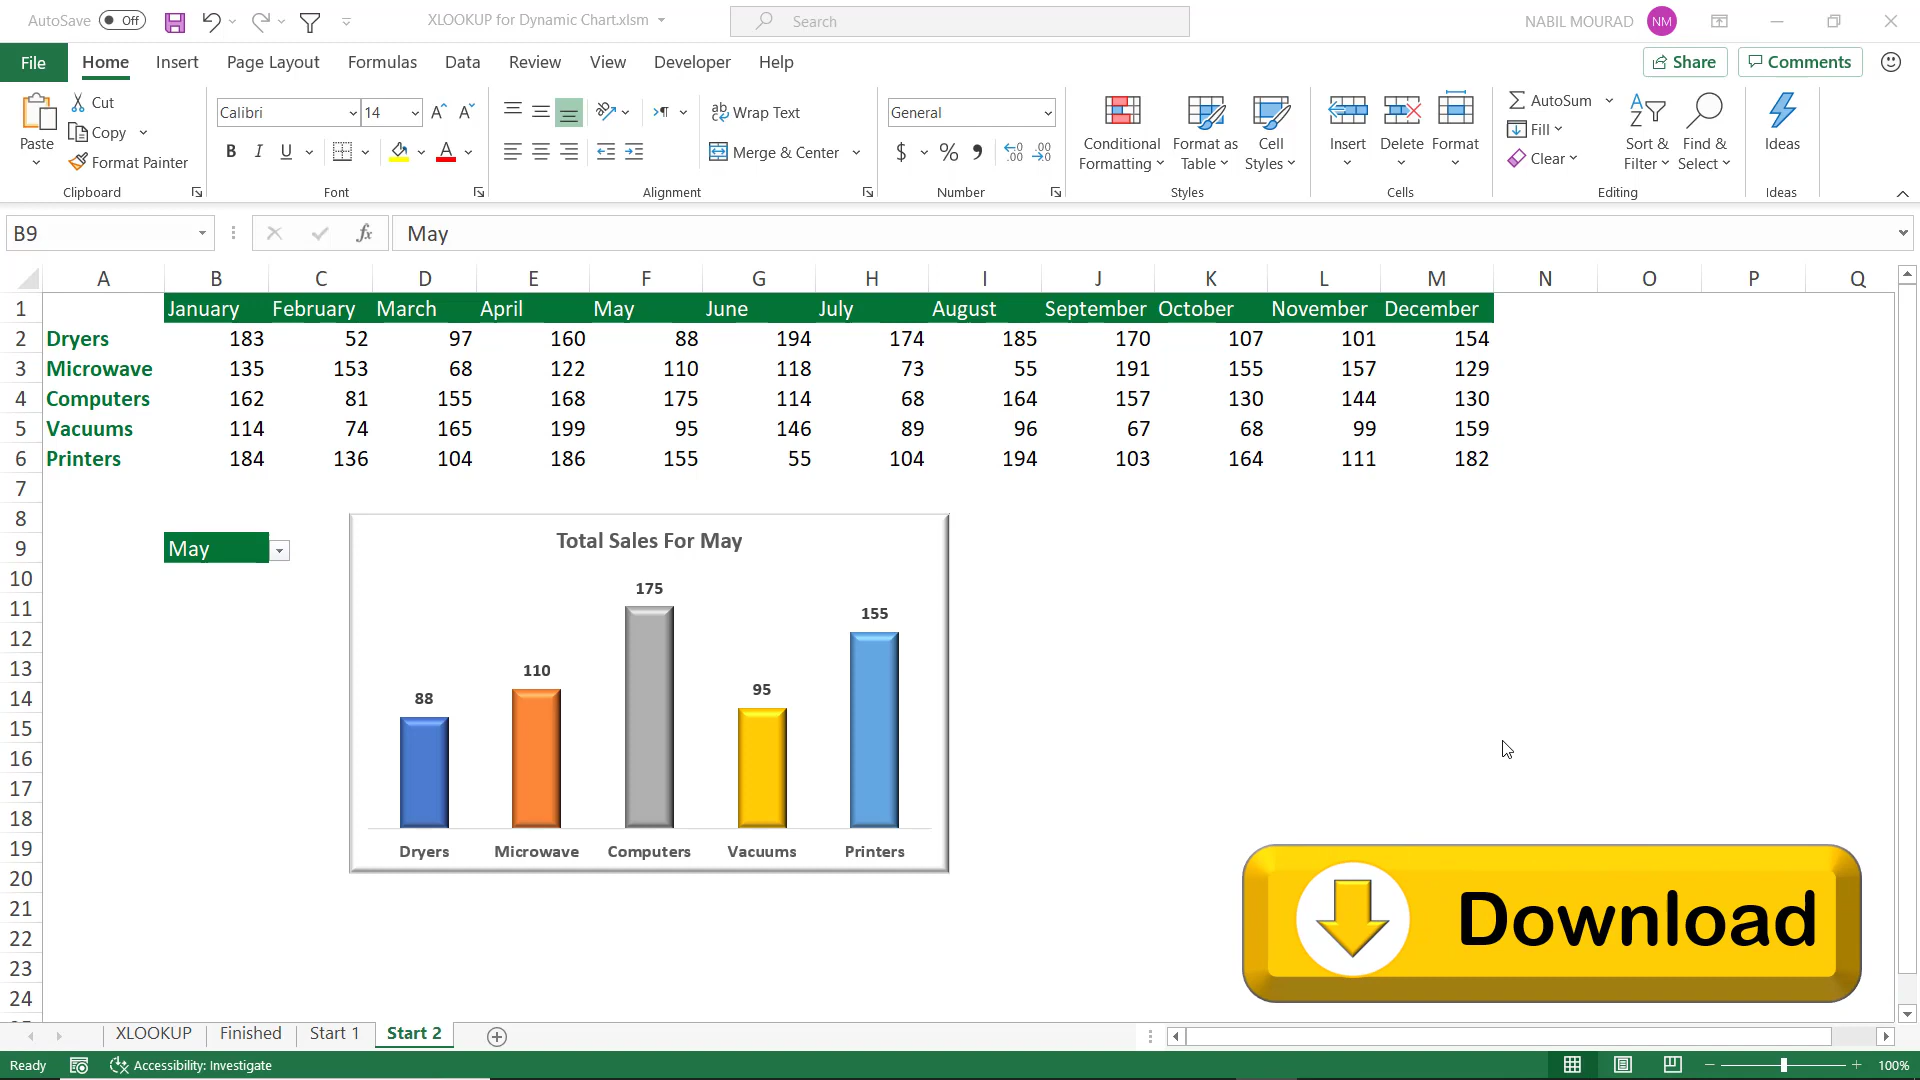 AutoSave Off XLOOKUP for Dynamic Chart.xlsm Search NABIL MOURAD NM
File Home Insert Page Layout Formulas Data Review View Developer Help Share Comments
Paste Cut Copy Format Painter
Clipboard
Calibri 14 A A
B I U A
Font
ab Wrap Text
Merge & Center
Alignment
General
$ % 9
Number
Conditional Formatting
Format as Table
Cell Styles
Styles
Insert Delete Format
Cells
AutoSum
Fill
Clear
Sort & Filter
Find & Select
Editing
Ideas
Ideas
B9 fx May
A B C D E F G H I J K L M N O P Q
1 January February March April May June July August September October November December
2 Dryers 183 52 97 160 88 194 174 185 170 107 101 154
3 Microwave 135 153 68 122 110 118 73 55 191 155 157 129
4 Computers 162 81 155 168 175 114 68 164 157 130 144 130
5 Vacuums 114 74 165 199 95 146 89 96 67 68 99 159
6 Printers 184 136 104 186 155 55 104 194 103 164 111 182
7
8
9 May
10
11
12
13
14
15
16
17
18
19
20
21
22
23
24
Total Sales For May
88 110 175 95 155
Dryers Microwave Computers Vacuums Printers
Download
XLOOKUP Finished Start 1 Start 2
Ready Accessibility: Investigate 100%